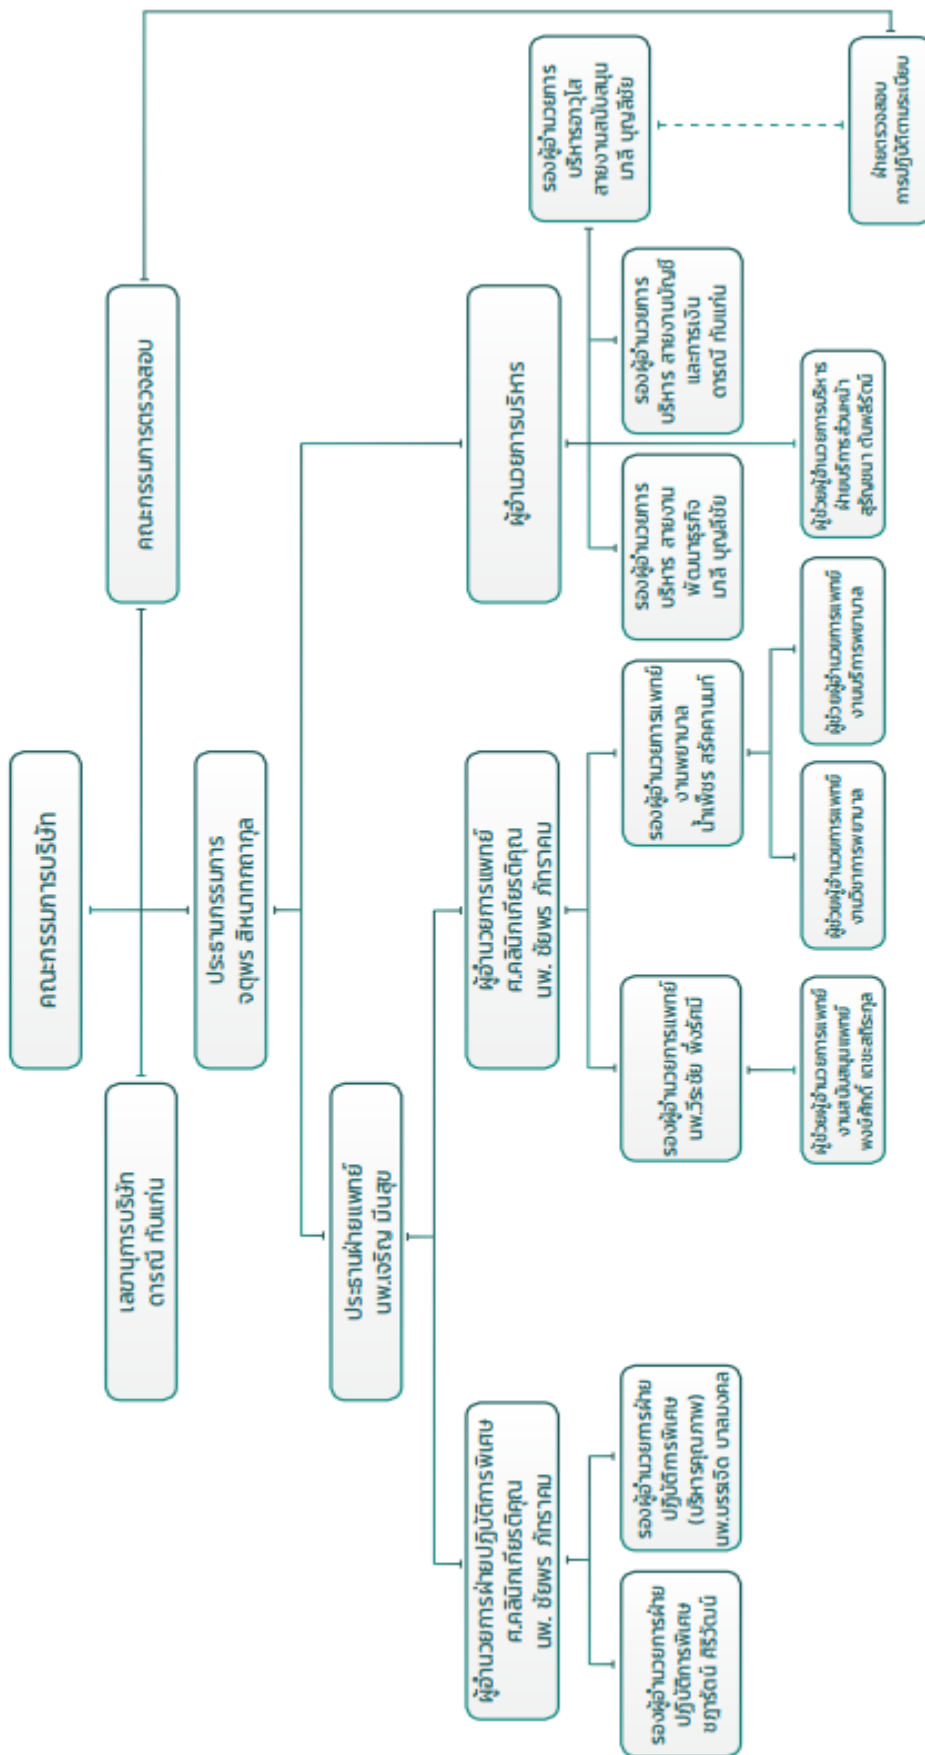 คณะกรรมการบริษัท
เลขานุการบริษัท
ดารณี ทับแก่น
คณะกรรมการตรวจสอบ
ประธานกรรมการ
จตุพร สิหนาทกถากุล
ประธานฝ่ายแพทย์
นพ.เจริญ มีนสุข
ผู้อำนวยการฝ่ายปฏิบัติการพิเศษ
ศ.คลินิกเกียรติคุณ
นพ. ชัยพร ภัทราคม
ผู้อำนวยการแพทย์
ศ.คลินิกเกียรติคุณ
นพ. ชัยพร ภัทราคม
ผู้อำนวยการบริหาร
รองผู้อำนวยการ
บริหารอาวุโส
สายงานสนับสนุน
มาลี บุญลีชัย
รองผู้อำนวยการฝ่าย
ปฏิบัติการพิเศษ
ชฎารัตน์ ศิริวัฒน์
รองผู้อำนวยการฝ่าย
ปฏิบัติการพิเศษ
(บริหารคุณภาพ)
นพ.บรรเจิด บาลมงคล
รองผู้อำนวยการแพทย์
นพ.วีระชัย พึ่งรัศมี
รองผู้อำนวยการแพทย์
งานพยาบาล
น้ำเพ็ชร สรัคคานนท์
รองผู้อำนวยการ
บริหาร สายงาน
พัฒนาธุรกิจ
มาลี บุญลีชัย
รองผู้อำนวยการ
บริหาร สายงานบัญชี
และการเงิน
ดารณี ทับแก่น
ผู้ช่วยผู้อำนวยการแพทย์
งานสนับสนุนแพทย์
พงษ์ศักดิ์ เตชะสถิระกุล
ผู้ช่วยผู้อำนวยการแพทย์
งานวิชาการพยาบาล
ผู้ช่วยผู้อำนวยการแพทย์
งานบริการพยาบาล
ผู้ช่วยผู้อำนวยการบริหาร
ฝ่ายบริการส่วนหน้า
สุรัญชนา ตันพลีรัตน์
ฝ่ายตรวจสอบ
การปฏิบัติตามระเบียบ